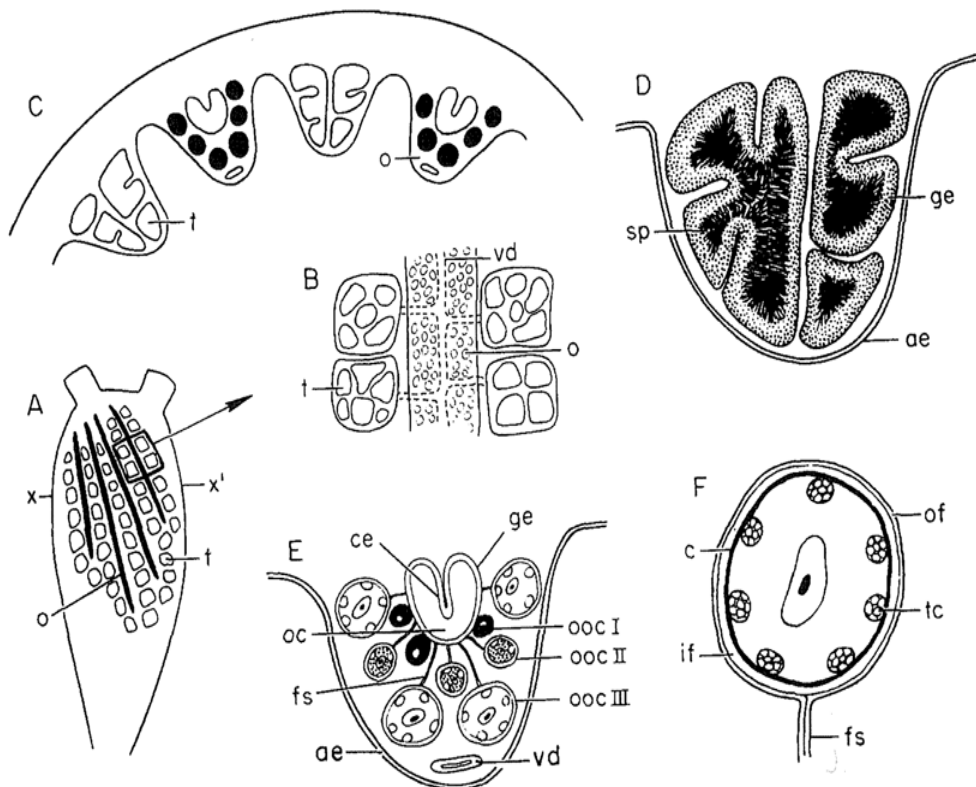 C
o
t
D
sp
ge
ae
B
vd
o
t
A
x
x'
t
o
E
ce
ge
oc
ooc I
ooc II
fs
ooc III
ae
vd
F
of
c
tc
if
fs